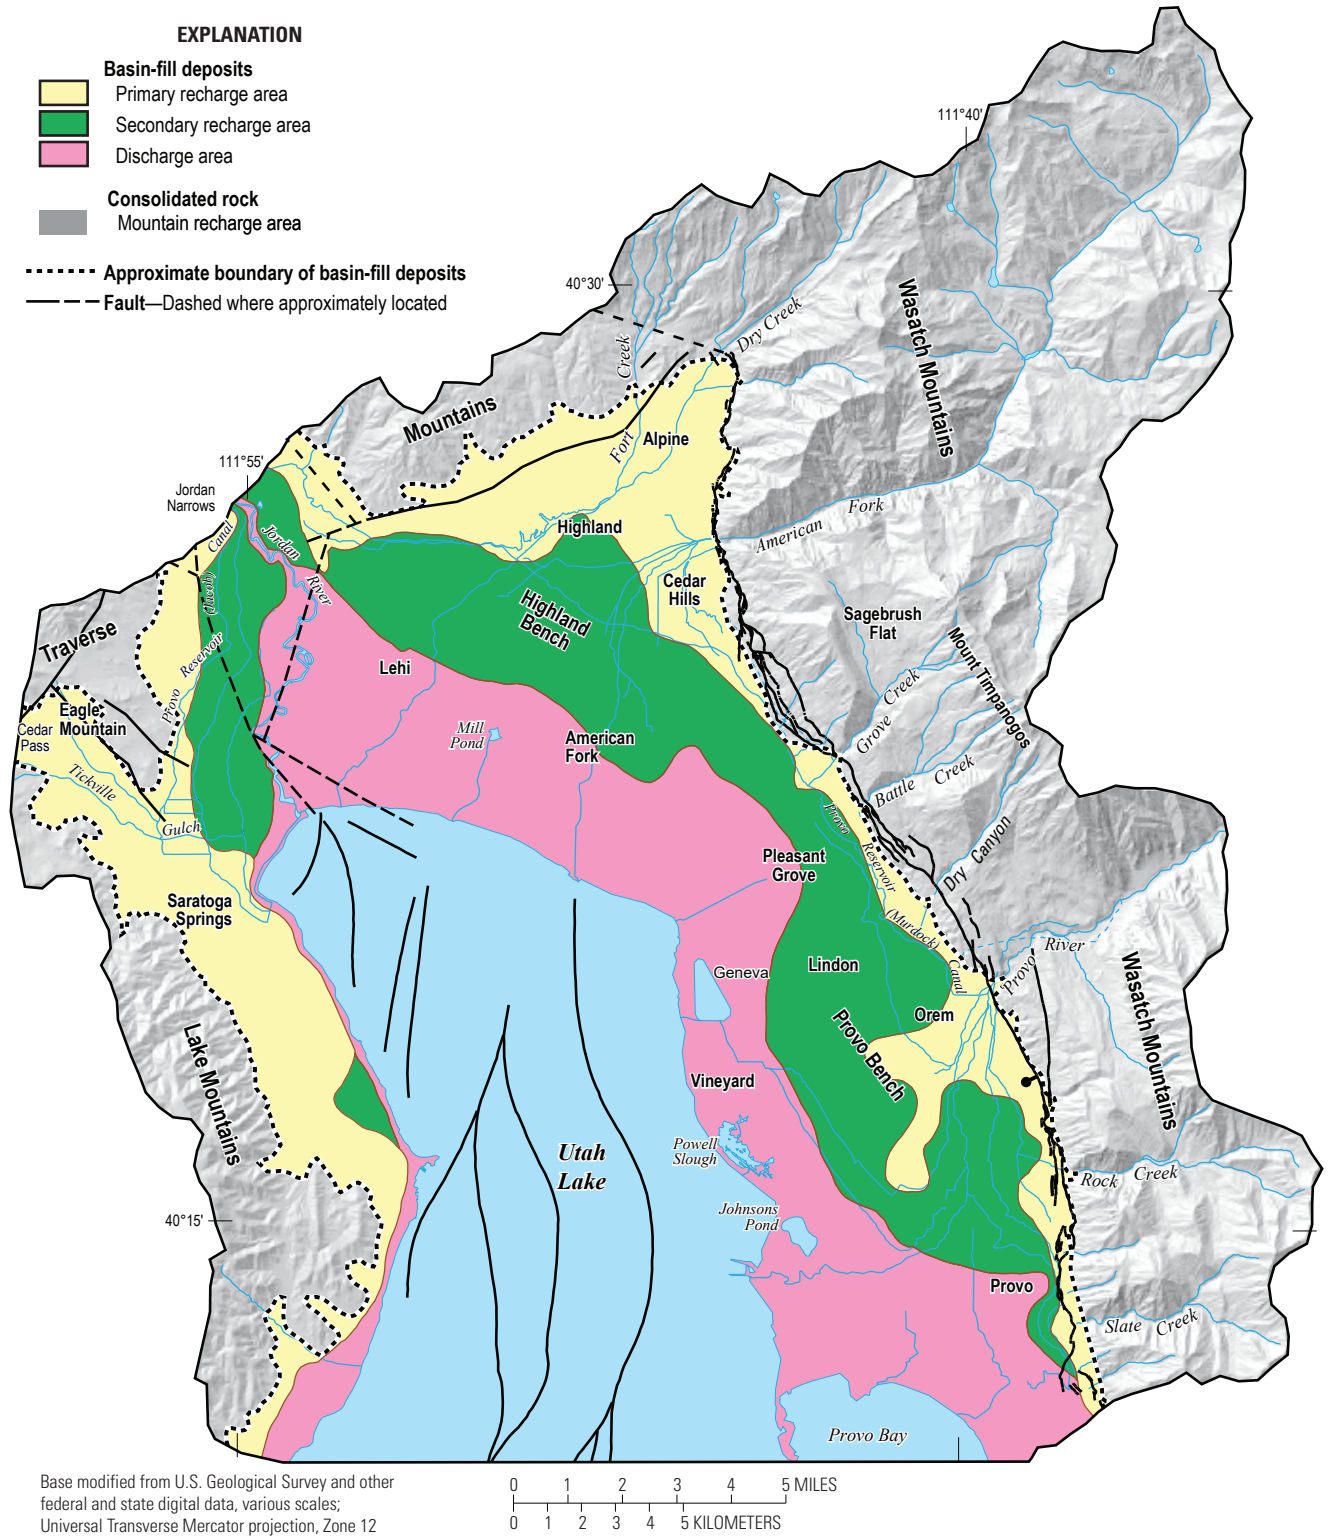 EXPLANATION
Basin-fill deposits
Primary recharge area
Secondary recharge area
Discharge area
Consolidated rock
Mountain recharge area
Approximate boundary of basin-fill deposits
Fault—Dashed where approximately located
111°40'
40°30'
111°55'
40°15'
Wasatch Mountains
Dry Creek
Fort Creek
Mountains
Alpine
Jordan
Narrows
American Fork
Highland
Canal
Jordan River
(Jacob)
Cedar
Hills
Highland
Bench
Sagebrush
Flat
Mount Timpanogos
Traverse
Reservoir
Provo
Lehi
Grove Creek
Eagle
Mountain
Cedar
Pass
Mill
Pond
American
Fork
Battle Creek
Tickville
Gulch
Provo
Reservoir
(Murdock)
Canal
Dry Canyon
Pleasant
Grove
Saratoga
Springs
Provo River
Wasatch Mountains
Geneva
Lindon
Orem
Provo Bench
Lake Mountains
Vineyard
Utah
Lake
Powell
Slough
Rock Creek
Johnsons
Pond
Provo
Slate Creek
Provo Bay
Base modified from U.S. Geological Survey and other
federal and state digital data, various scales;
Universal Transverse Mercator projection, Zone 12
0 1 2 3 4 5 MILES
0 1 2 3 4 5 KILOMETERS